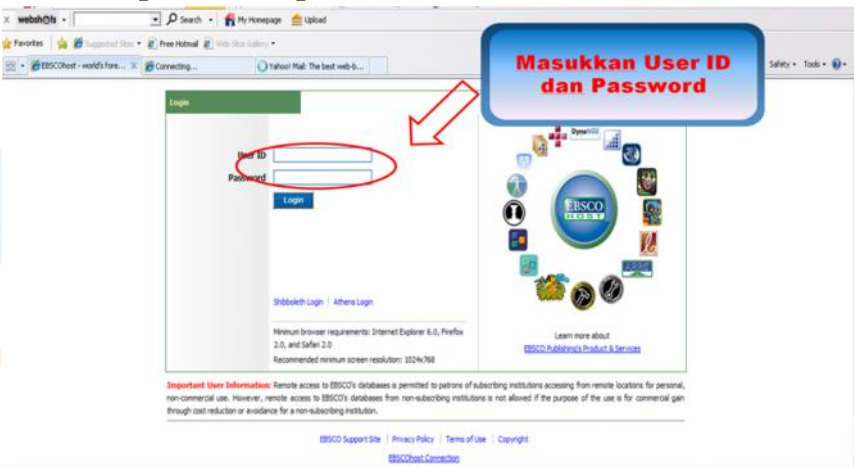 x websh@ts Search My Homepage Upload
Favorites Suggested Sites Free Hotmail Web Slice Gallery
EBSCOhost - world's fore... x Connecting... Yahoo! Mail: The best web-b... Safety Tools
Masukkan User ID
dan Password
Login
User ID
Password
Login
DynaMed
EBSCO
HOST
Shibboleth Login | Athens Login
Minimum browser requirements: Internet Explorer 6.0, Firefox
2.0, and Safari 2.0
Recommended minimum screen resolution: 1024x768
Learn more about
EBSCO Publishing's Product & Services
Important User Information: Remote access to EBSCO's databases is permitted to patrons of subscribing institutions accessing from remote locations for personal,
non-commercial use. However, remote access to EBSCO's databases from non-subscribing institutions is not allowed if the purpose of the use is for commercial gain
through cost reduction or avoidance for a non-subscribing institution.
EBSCO Support Site | Privacy Policy | Terms of Use | Copyright
EBSCOhost Connection